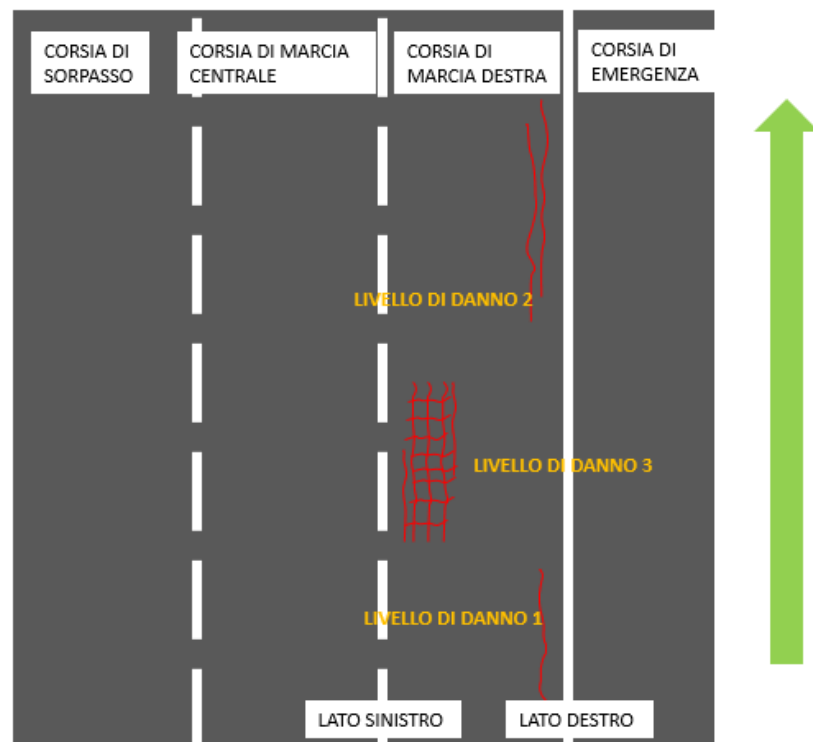 CORSIA DI
SORPASSO
CORSIA DI MARCIA
CENTRALE
CORSIA DI
MARCIA DESTRA
CORSIA DI
EMERGENZA
LIVELLO DI DANNO 2
LIVELLO DI DANNO 3
LIVELLO DI DANNO 1
LATO SINISTRO
LATO DESTRO